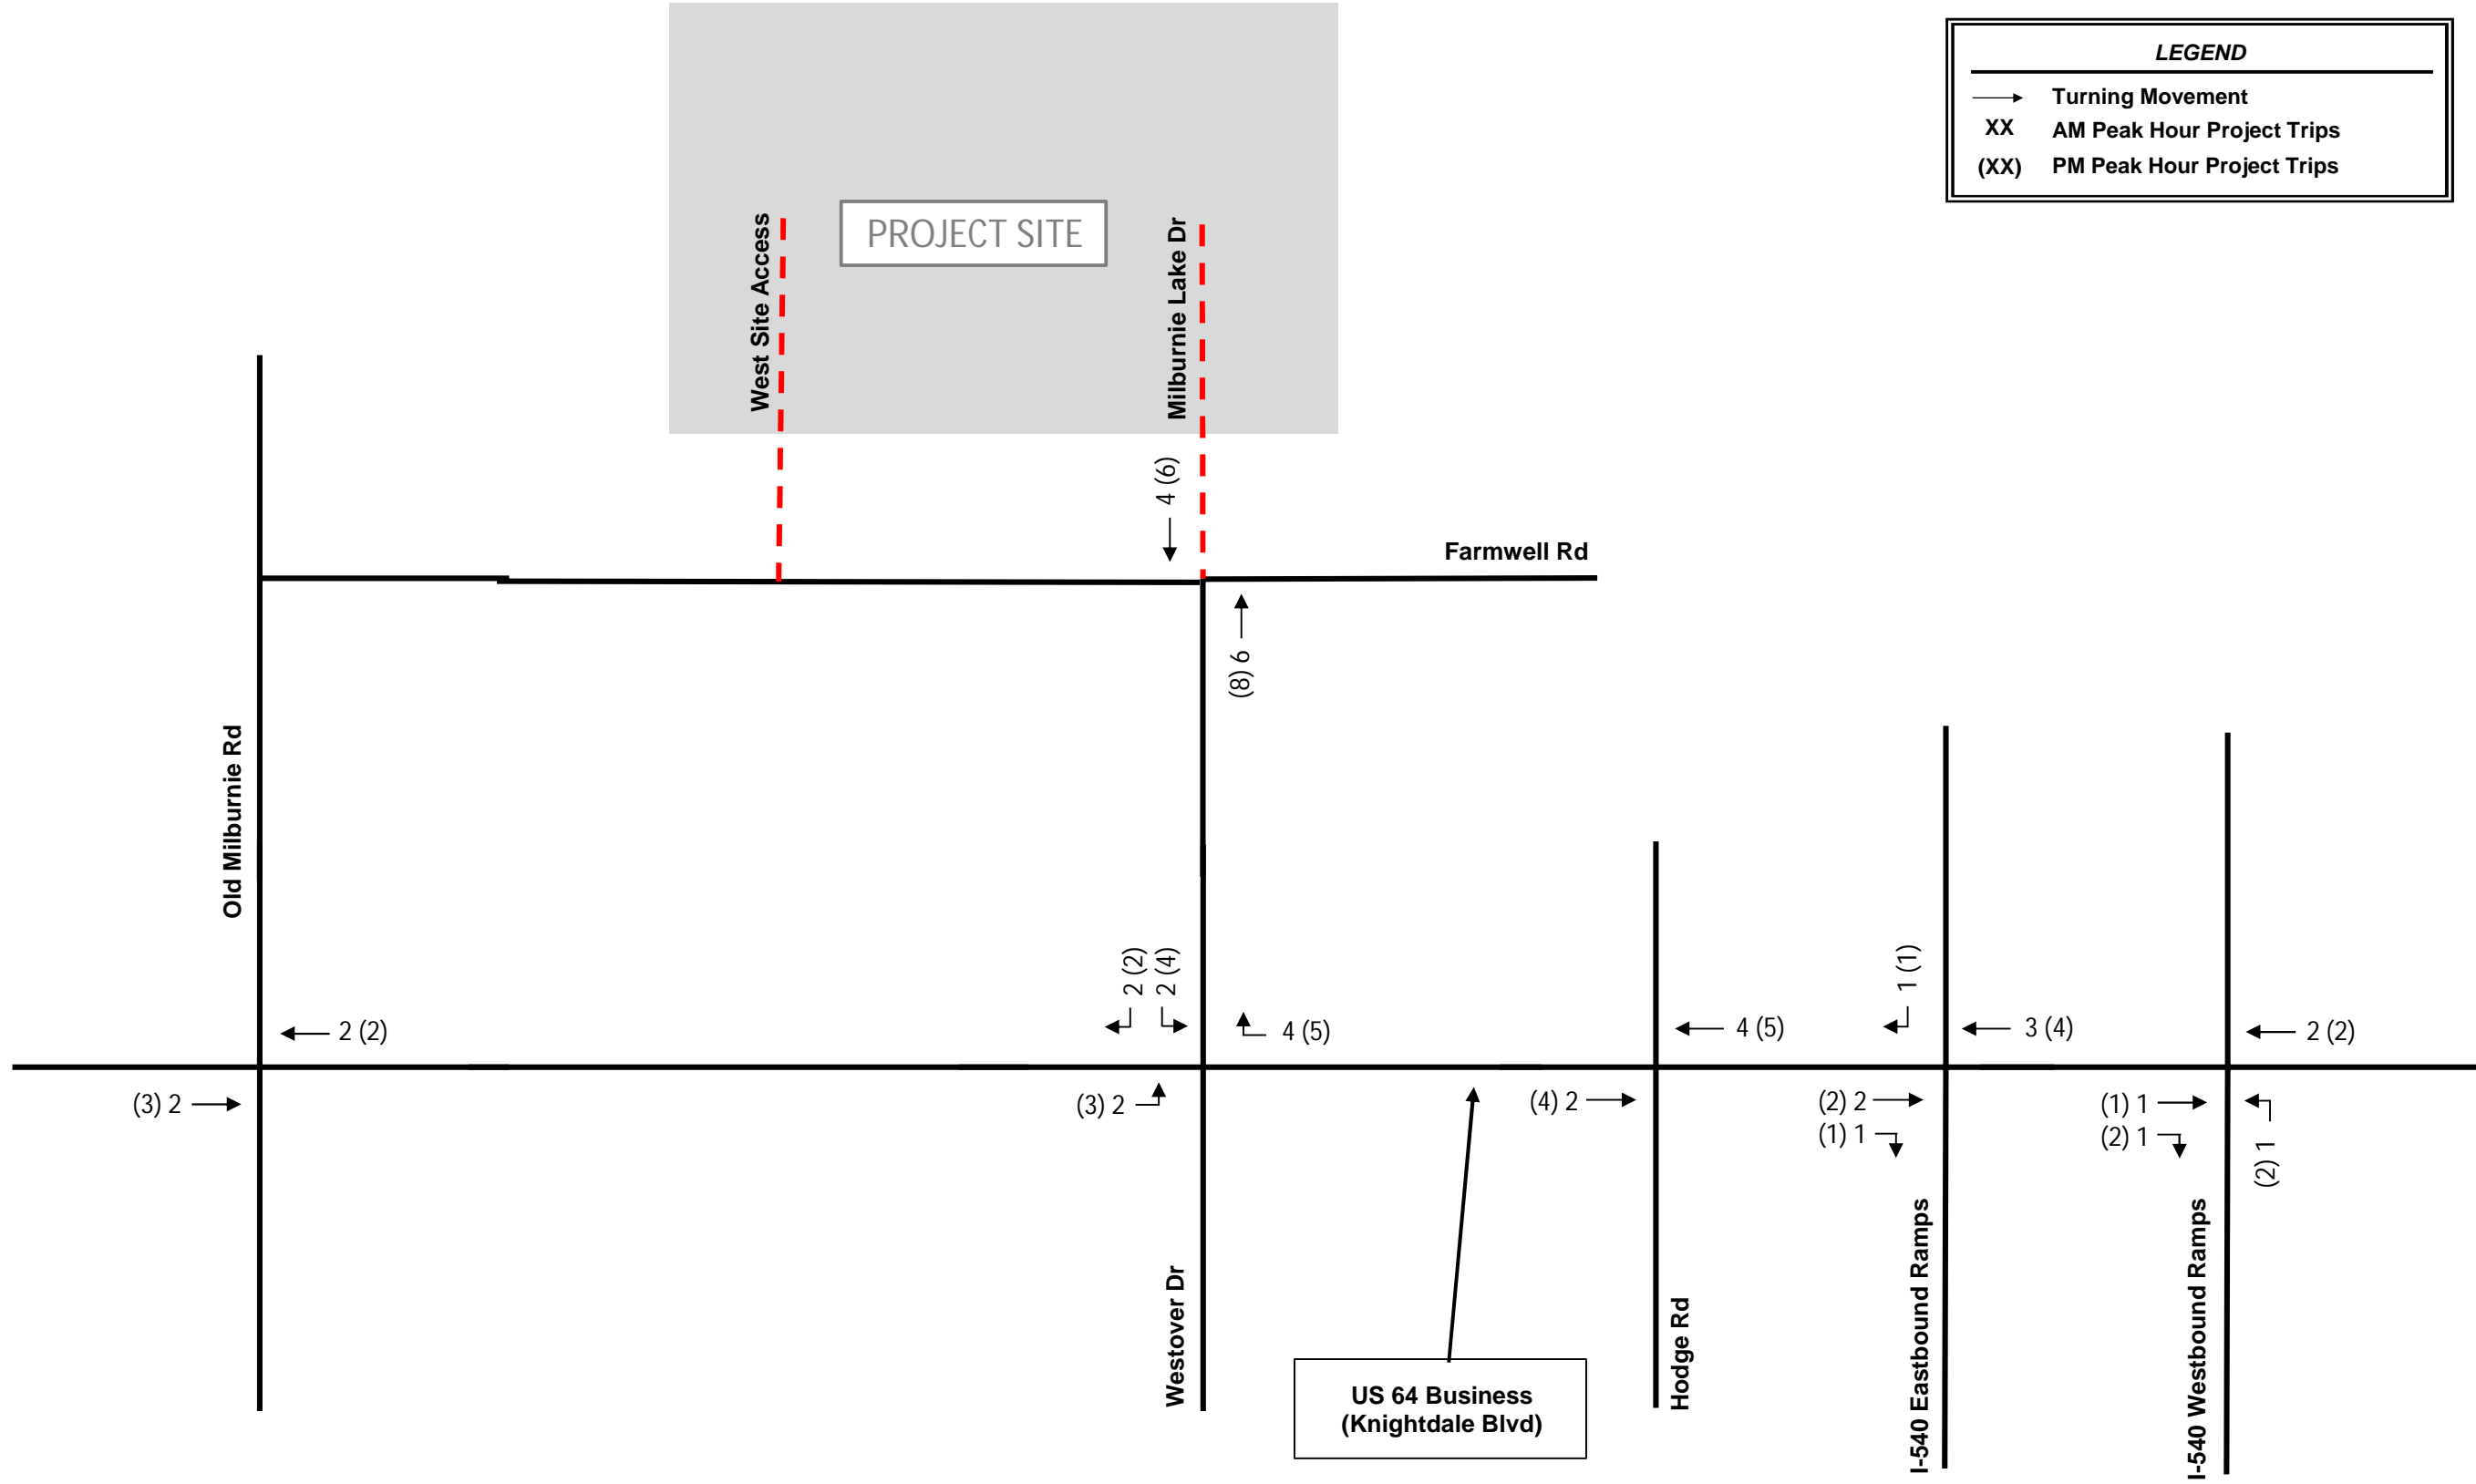 LEGEND
Turning Movement
XX AM Peak Hour Project Trips
(XX) PM Peak Hour Project Trips
PROJECT SITE
West Site Access
Milburnie Lake Dr
4 (6)
Farmwell Rd
(8) 6
Old Milburnie Rd
2 (2)
2 (4)
1 (1)
2 (2)
4 (5)
4 (5)
3 (4)
2 (2)
(3) 2
(3) 2
(4) 2
(2) 2
(1) 1
(1) 1
(2) 1
(2) 1
Westover Dr
Hodge Rd
I-540 Eastbound Ramps
I-540 Westbound Ramps
US 64 Business
(Knightdale Blvd)